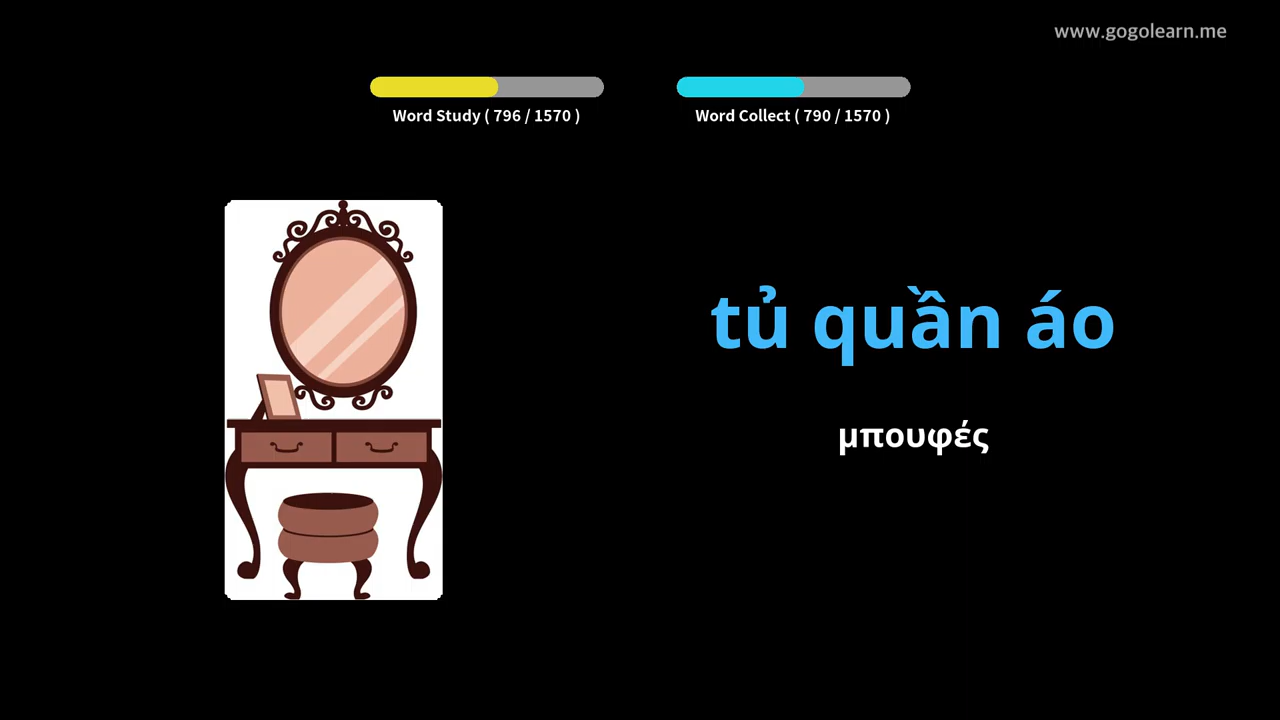 www.gogolearn.me
Word Study ( 796 / 1570 )
Word Collect ( 790 / 1570 )
tủ quần áo
μπουφές